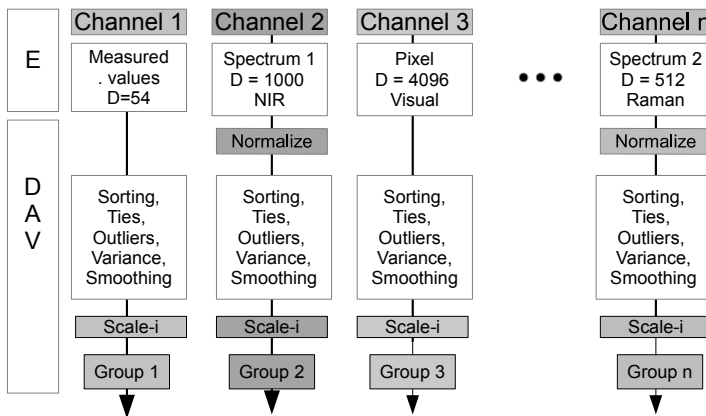 Channel 1
Channel 2
Channel 3
Channel n
E
Measured
. values
D=54
Spectrum 1
D = 1000
NIR
Pixel
D = 4096
Visual
Spectrum 2
D = 512
Raman
D
A
V
Normalize
Normalize
Sorting,
Ties,
Outliers,
Variance,
Smoothing
Sorting,
Ties,
Outliers,
Variance,
Smoothing
Sorting,
Ties,
Outliers,
Variance,
Smoothing
Sorting,
Ties,
Outliers,
Variance,
Smoothing
Scale-i
Scale-i
Scale-i
Scale-i
Group 1
Group 2
Group 3
Group n